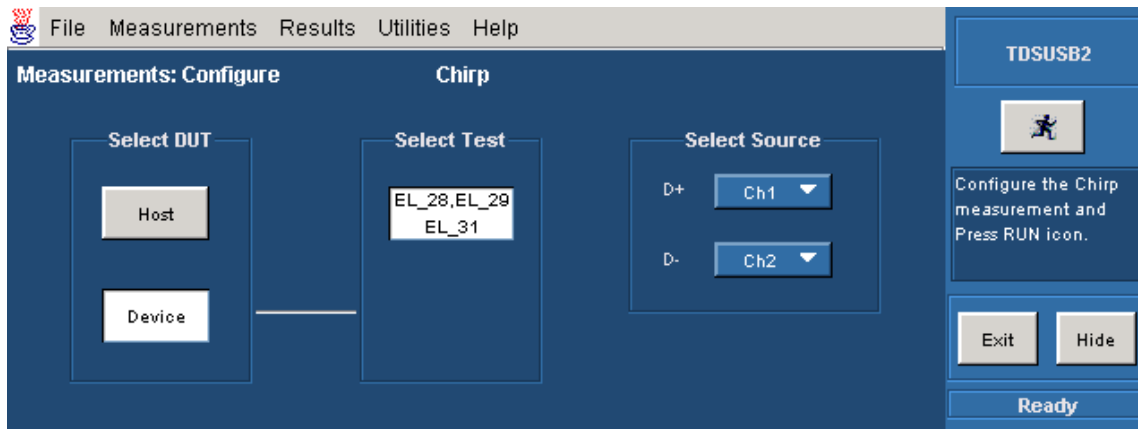 File Measurements Results Utilities Help
Measurements: Configure Chirp
Select DUT
Host
Device
Select Test
EL_28,EL_29
EL_31
Select Source
D+ Ch1
D- Ch2
TDSUSB2
Configure the Chirp
measurement and
Press RUN icon.
Exit Hide
Ready